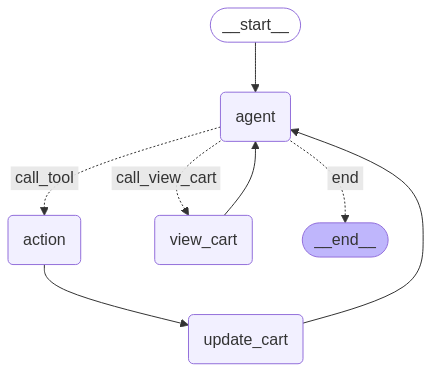 __start__
agent
call_tool
call_view_cart
end
action
view_cart
__end__
update_cart